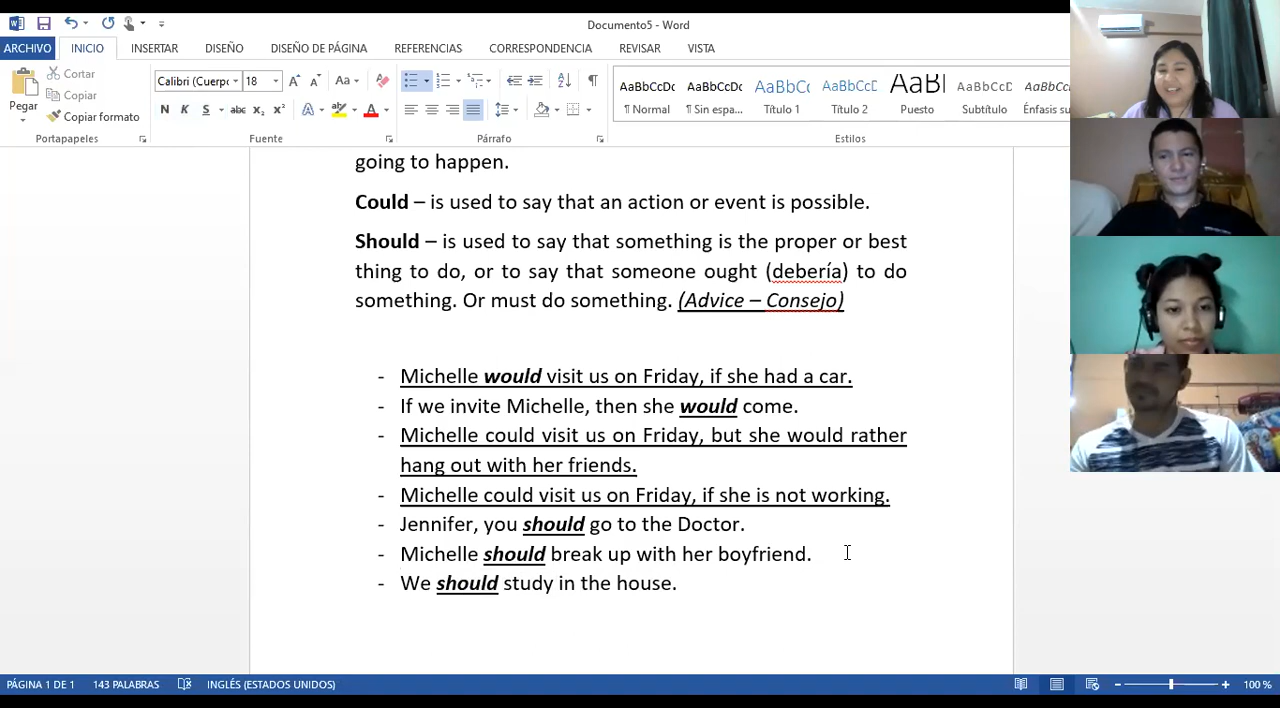 Documento5 - Word
ARCHIVO INICIO INSERTAR DISEÑO DISEÑO DE PÁGINA REFERENCIAS CORRESPONDENCIA REVISAR VISTA
Pegar
Cortar
Copiar
Copiar formato
Portapapeles
Calibri (Cuerpo 18
Fuente
Párrafo
AaBbCcDc AaBbCcDc AaBbCc AaBbCcD AaBl AaBbCcD AaBbCcD
¶ Normal ¶ Sin espa... Título 1 Título 2 Puesto Subtítulo Énfasis su
Estilos
going to happen.
Could – is used to say that an action or event is possible.
Should – is used to say that something is the proper or best
thing to do, or to say that someone ought (debería) to do
something. Or must do something. (Advice – Consejo)
- Michelle would visit us on Friday, if she had a car.
- If we invite Michelle, then she would come.
- Michelle could visit us on Friday, but she would rather
hang out with her friends.
- Michelle could visit us on Friday, if she is not working.
- Jennifer, you should go to the Doctor.
- Michelle should break up with her boyfriend.
- We should study in the house.
PÁGINA 1 DE 1 143 PALABRAS INGLÉS (ESTADOS UNIDOS) 100 %